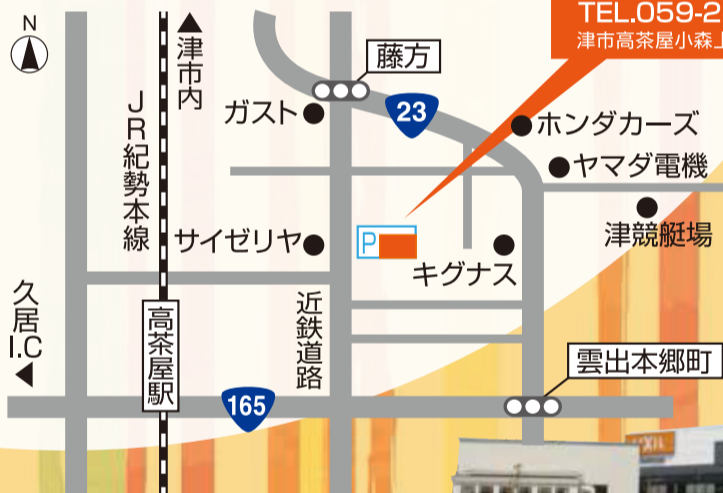 N
▲津市内
TEL.059-2
津市高茶屋小森上
藤方
ガスト
23
ホンダカーズ
ヤマダ電機
JR紀勢本線
サイゼリヤ
P
キグナス
津競艇場
久居
I.C
◀
高茶屋駅
近鉄道路
雲出本郷町
165
LIXIL